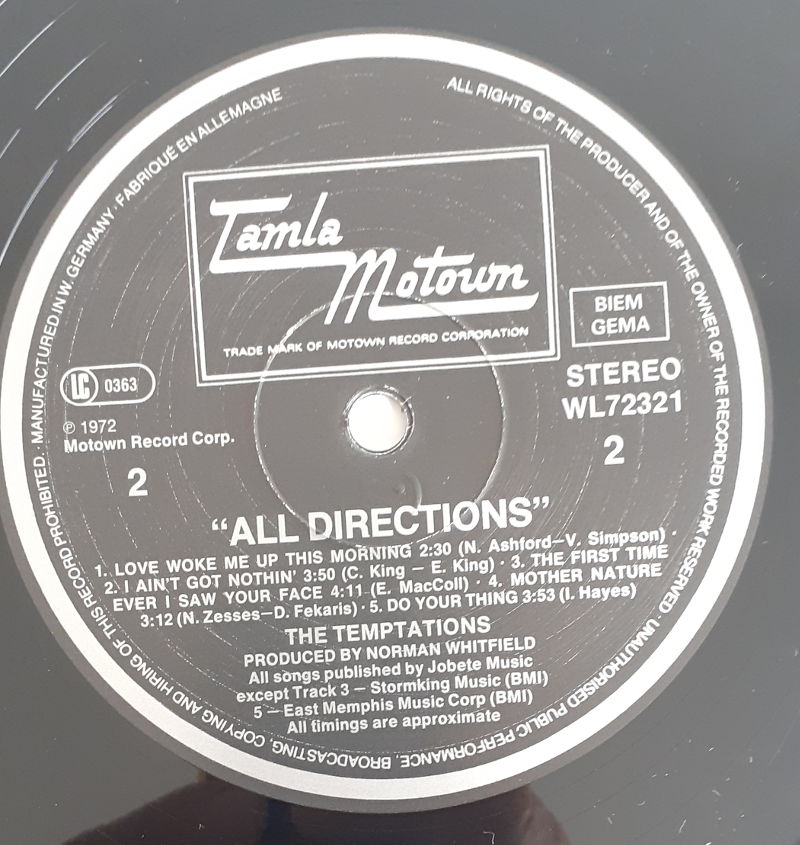 MANUFACTURED IN W. GERMANY · FABRIQUÉ EN ALLEMAGNE
ALL RIGHTS OF THE PRODUCER AND OF THE OWNER OF THE RECORDED WORK RESERVED · UNAUTHORISED PUBLIC PERFORMANCE, BROADCASTING, COPYING AND HIRING OF THIS RECORD PROHIBITED ·
Tamla
Motown
TRADE MARK OF MOTOWN RECORD CORPORATION
BIEM
GEMA
LC 0363
STEREO
WL72321
℗ 1972
Motown Record Corp.
2
2
“ALL DIRECTIONS”
1. LOVE WOKE ME UP THIS MORNING 2:30 (N. Ashford–V. Simpson) ·
2. I AIN'T GOT NOTHIN' 3:50 (C. King – E. King) · 3. THE FIRST TIME
EVER I SAW YOUR FACE 4:11 (E. MacColl) · 4. MOTHER NATURE
3:12 (N. Zesses–D. Fekaris) · 5. DO YOUR THING 3:53 (I. Hayes)
THE TEMPTATIONS
PRODUCED BY NORMAN WHITFIELD
All songs published by Jobete Music
except Track 3 – Stormking Music (BMI)
5 – East Memphis Music Corp (BMI)
All timings are approximate